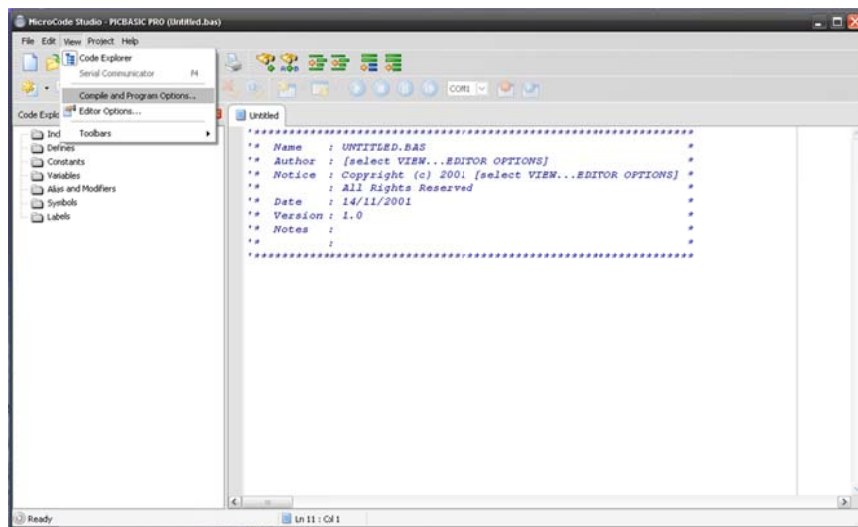 MicroCode Studio - PICBASIC PRO (Untitled.bas)
File Edit View Project Help
Code Explorer
Serial Communicator F4
Compile and Program Options...
Editor Options...
Toolbars
COM1
Code Explo
Untitled
Incl
Defines
Constants
Variables
Alias and Modifiers
Symbols
Labels
'****************************************************************
'* Name : UNTITLED.BAS *
'* Author : [select VIEW...EDITOR OPTIONS] *
'* Notice : Copyright (c) 2001 [select VIEW...EDITOR OPTIONS] *
'* : All Rights Reserved *
'* Date : 14/11/2001 *
'* Version : 1.0 *
'* Notes : *
'* : *
'****************************************************************
Ready
Ln 11 : Col 1